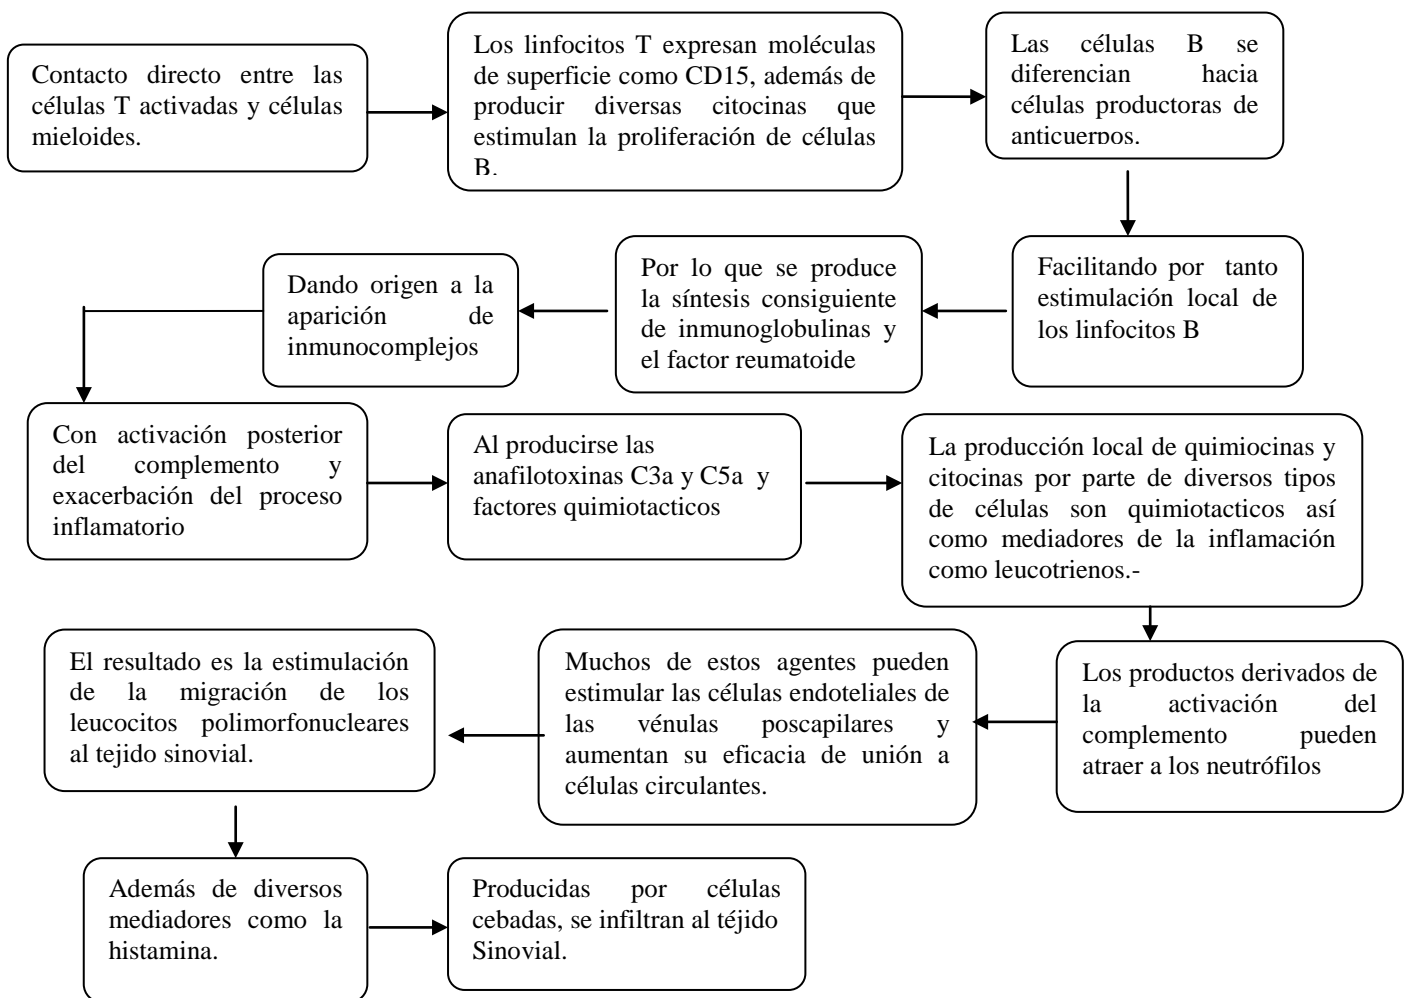 Contacto directo entre las
células T activadas y células
mieloides.
Los linfocitos T expresan moléculas
de superficie como CD15, además de
producir diversas citocinas que
estimulan la proliferación de células
B.
Las células B se
diferencian hacia
células productoras de
anticuerpos.
Facilitando por tanto
estimulación local de
los linfocitos B
Por lo que se produce
la síntesis consiguiente
de inmunoglobulinas y
el factor reumatoide
Dando origen a la
aparición de
inmunocomplejos
Con activación posterior
del complemento y
exacerbación del proceso
inflamatorio
Al producirse las
anafilotoxinas C3a y C5a y
factores quimiotacticos
La producción local de quimiocinas y
citocinas por parte de diversos tipos
de células son quimiotacticos así
como mediadores de la inflamación
como leucotrienos.-
Los productos derivados de
la activación del
complemento pueden
atraer a los neutrófilos
Muchos de estos agentes pueden
estimular las células endoteliales de
las vénulas poscapilares y
aumentan su eficacia de unión a
células circulantes.
El resultado es la estimulación
de la migración de los
leucocitos polimorfonucleares
al tejido sinovial.
Además de diversos
mediadores como la
histamina.
Producidas por células
cebadas, se infiltran al téjido
Sinovial.